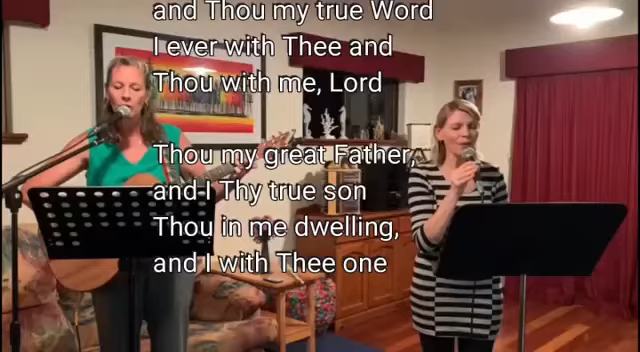 and Thou my true Word
I ever with Thee and
Thou with me, Lord
Thou my great Father,
and I Thy true son
Thou in me dwelling,
and I with Thee one